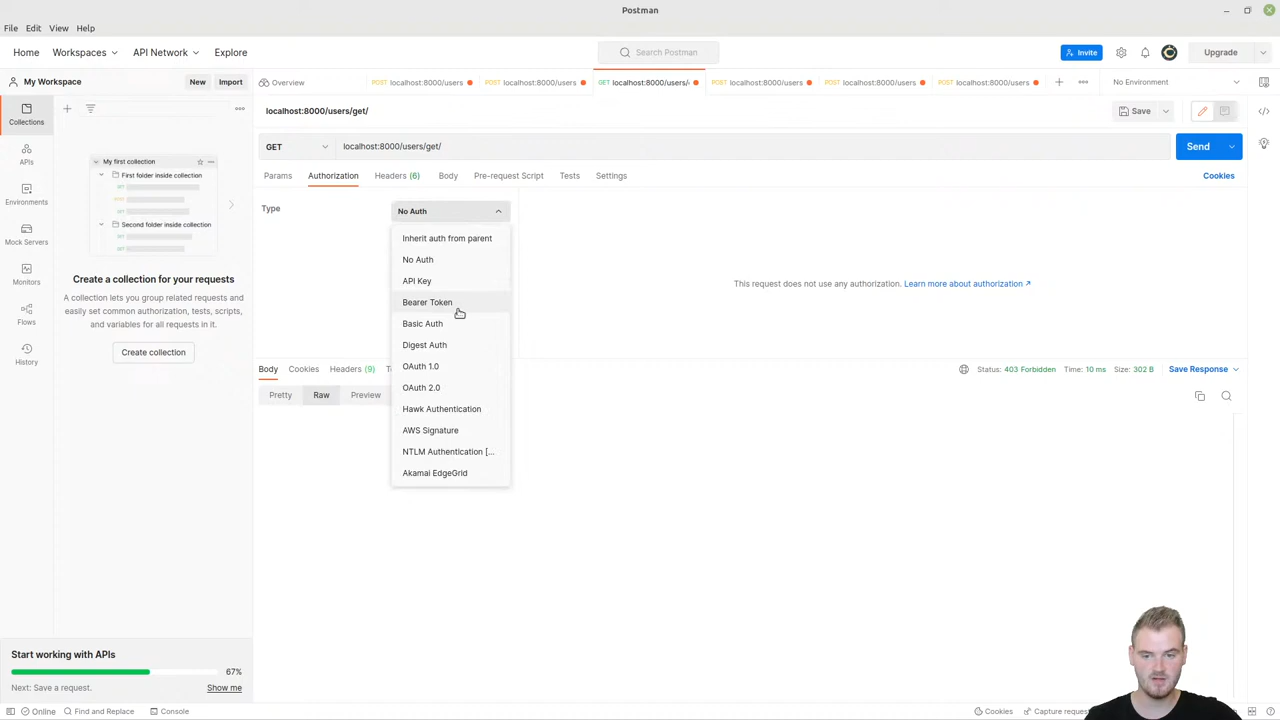 Postman
File Edit View Help
Home Workspaces API Network Explore Search Postman Invite Upgrade
My Workspace New Import
Overview POST localhost:8000/users POST localhost:8000/users GET localhost:8000/users/ POST localhost:8000/users POST localhost:8000/users POST localhost:8000/users No Environment
Collections
APIs
Environments
Mock Servers
Monitors
Flows
History
My first collection
First folder inside collection
GET
POST
GET
Second folder inside collection
GET
GET
Create a collection for your requests
A collection lets you group related requests and
easily set common authorization, tests, scripts,
and variables for all requests in it.
Create collection
Start working with APIs
67%
Next: Save a request. Show me
localhost:8000/users/get/ Save
GET localhost:8000/users/get/ Send
Params Authorization Headers (6) Body Pre-request Script Tests Settings Cookies
Type No Auth
Inherit auth from parent
No Auth
API Key
Bearer Token
Basic Auth
Digest Auth
OAuth 1.0
OAuth 2.0
Hawk Authentication
AWS Signature
NTLM Authentication [...
Akamai EdgeGrid
This request does not use any authorization. Learn more about authorization
Body Cookies Headers (9) Status: 403 Forbidden Time: 10 ms Size: 302 B Save Response
Pretty Raw Preview
Online Find and Replace Console Cookies Capture reques